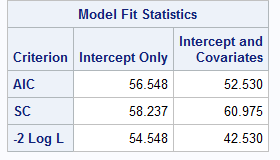 Model Fit Statistics
Criterion Intercept Only Intercept and Covariates
AIC 56.548 52.530
SC 58.237 60.975
-2 Log L 54.548 42.530